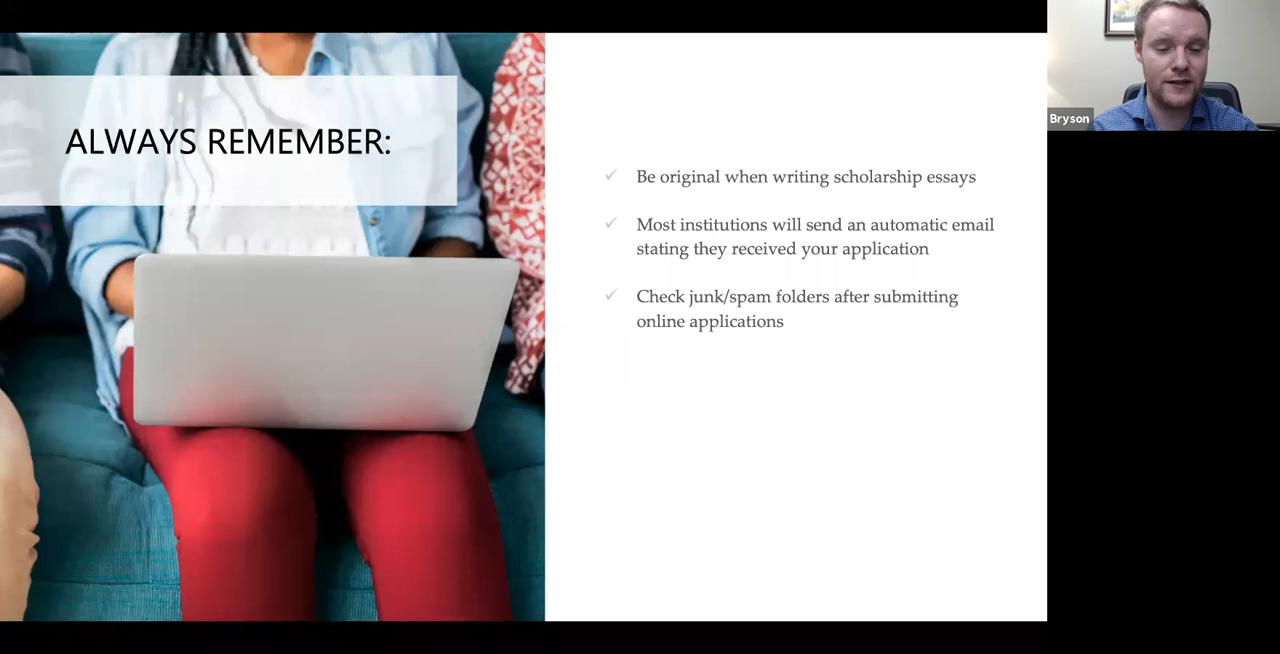 ALWAYS REMEMBER:
Be original when writing scholarship essays
Most institutions will send an automatic email
stating they received your application
Check junk/spam folders after submitting
online applications
Bryson